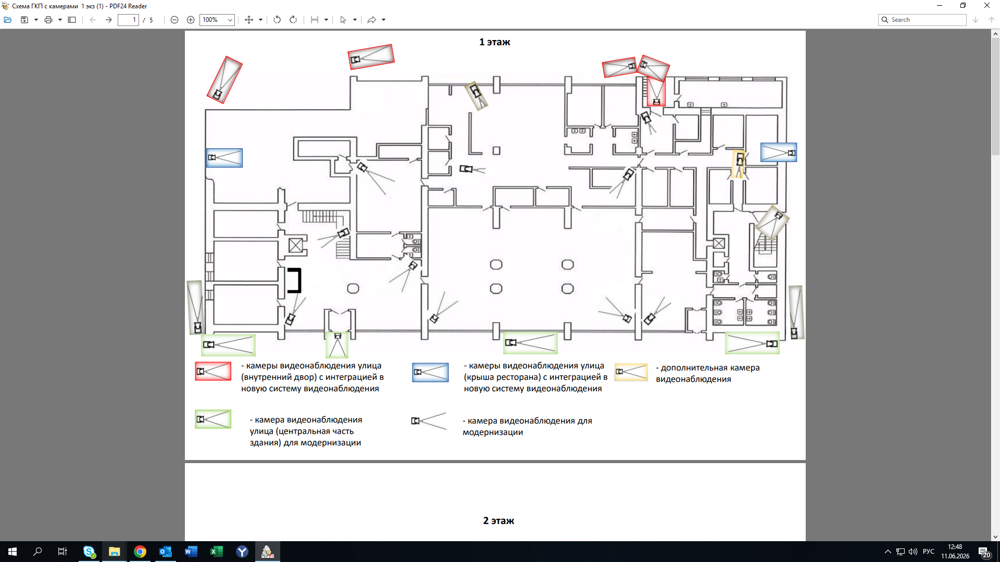 Схема ГКП с камерами  1 экз (1) - PDF24 Reader
1 / 5
100%
Search
1 этаж
- камеры видеонаблюдения улица
(внутренний двор) с интеграцией в
новую систему видеонаблюдения
- камеры видеонаблюдения улица
(крыша ресторана) с интеграцией в
новую систему видеонаблюдения
- дополнительная камера
видеонаблюдения
- камера видеонаблюдения
улица (центральная часть
здания) для модернизации
- камера видеонаблюдения для
модернизации
2 этаж
PDF24
РУС
12:48
11.06.2026
20